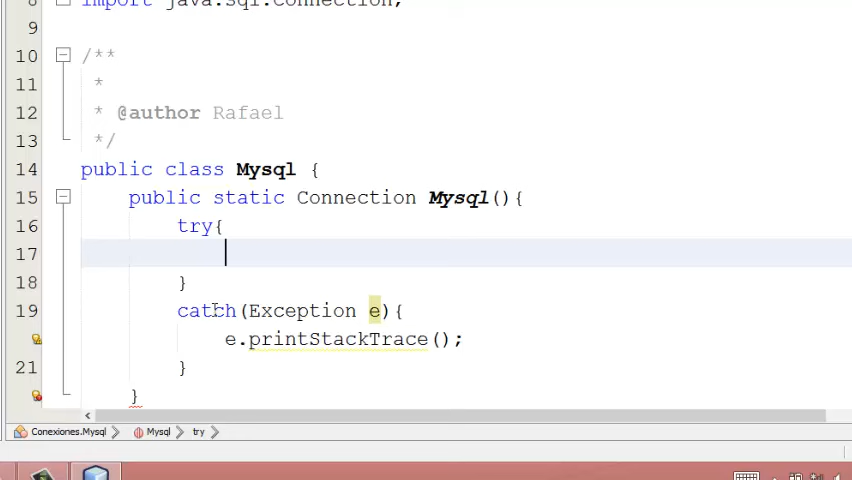 8 import java.sql.Connection;
9
10 /**
11 *
12 * @author Rafael
13 */
14 public class Mysql {
15 public static Connection Mysql(){
16 try{
17
18 }
19 catch(Exception e){
e.printStackTrace();
21 }
}
Conexiones.Mysql Mysql try